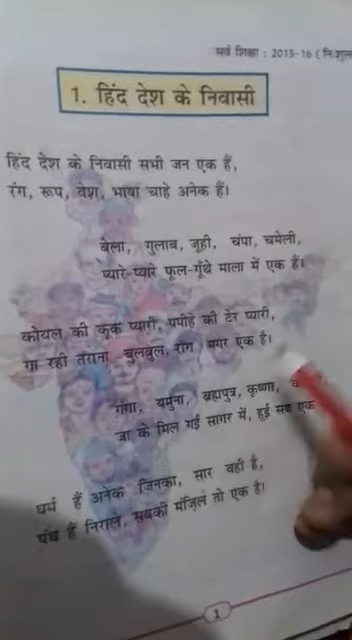 सर्व शिक्षा : 2015-16 (नि:शुल
1. हिंद देश के निवासी
हिंद देश के निवासी सभी जन एक हैं,
रंग, रूप, वेश, भाषा चाहे अनेक हैं।
बेला, गुलाब, जूही, चंपा, चमेली,
प्यारे-प्यारे फूल-गूँथे माला में एक हैं।
कोयल की कूक प्यारी, पपीहे की टेर प्यारी,
गा रही तराना बुलबुल, राग मगर एक है।
गंगा, यमुना, ब्रह्मपुत्र, कृष्णा,
जा के मिल गई सागर में, हुई सब एक
धर्म हैं अनेक जिनका, सार वही है,
पंथ हैं निराले, सबकी मंज़िल तो एक है।
1